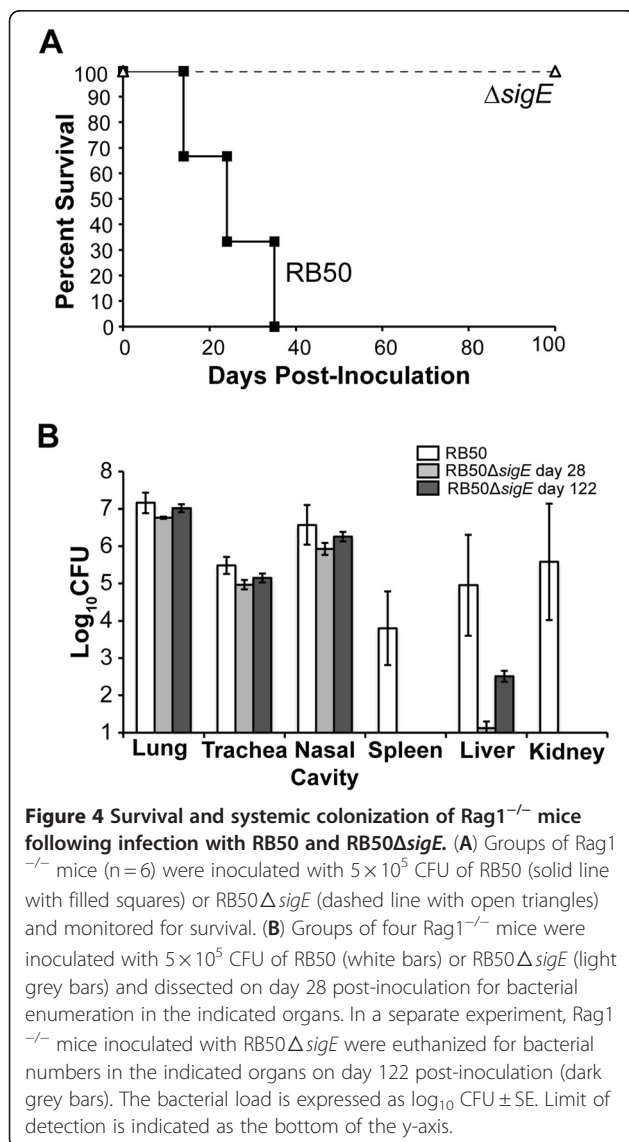 A
100
90
80
70
60
50
40
30
20
10
0
Percent Survival
ΔsigE
RB50
0 20 40 60 80 100
Days Post-Inoculation
B
RB50
RB50ΔsigE day 28
RB50ΔsigE day 122
8
7
6
5
4
3
2
1
Log₁₀CFU
Lung Trachea Nasal Cavity Spleen Liver Kidney
Figure 4 Survival and systemic colonization of Rag1⁻/⁻ mice
following infection with RB50 and RB50ΔsigE. (A) Groups of Rag1
⁻/⁻ mice (n = 6) were inoculated with 5 × 10⁵ CFU of RB50 (solid line
with filled squares) or RB50ΔsigE (dashed line with open triangles)
and monitored for survival. (B) Groups of four Rag1⁻/⁻ mice were
inoculated with 5 × 10⁵ CFU of RB50 (white bars) or RB50ΔsigE (light
grey bars) and dissected on day 28 post-inoculation for bacterial
enumeration in the indicated organs. In a separate experiment, Rag1
⁻/⁻ mice inoculated with RB50ΔsigE were euthanized for bacterial
numbers in the indicated organs on day 122 post-inoculation (dark
grey bars). The bacterial load is expressed as log₁₀ CFU ± SE. Limit of
detection is indicated as the bottom of the y-axis.